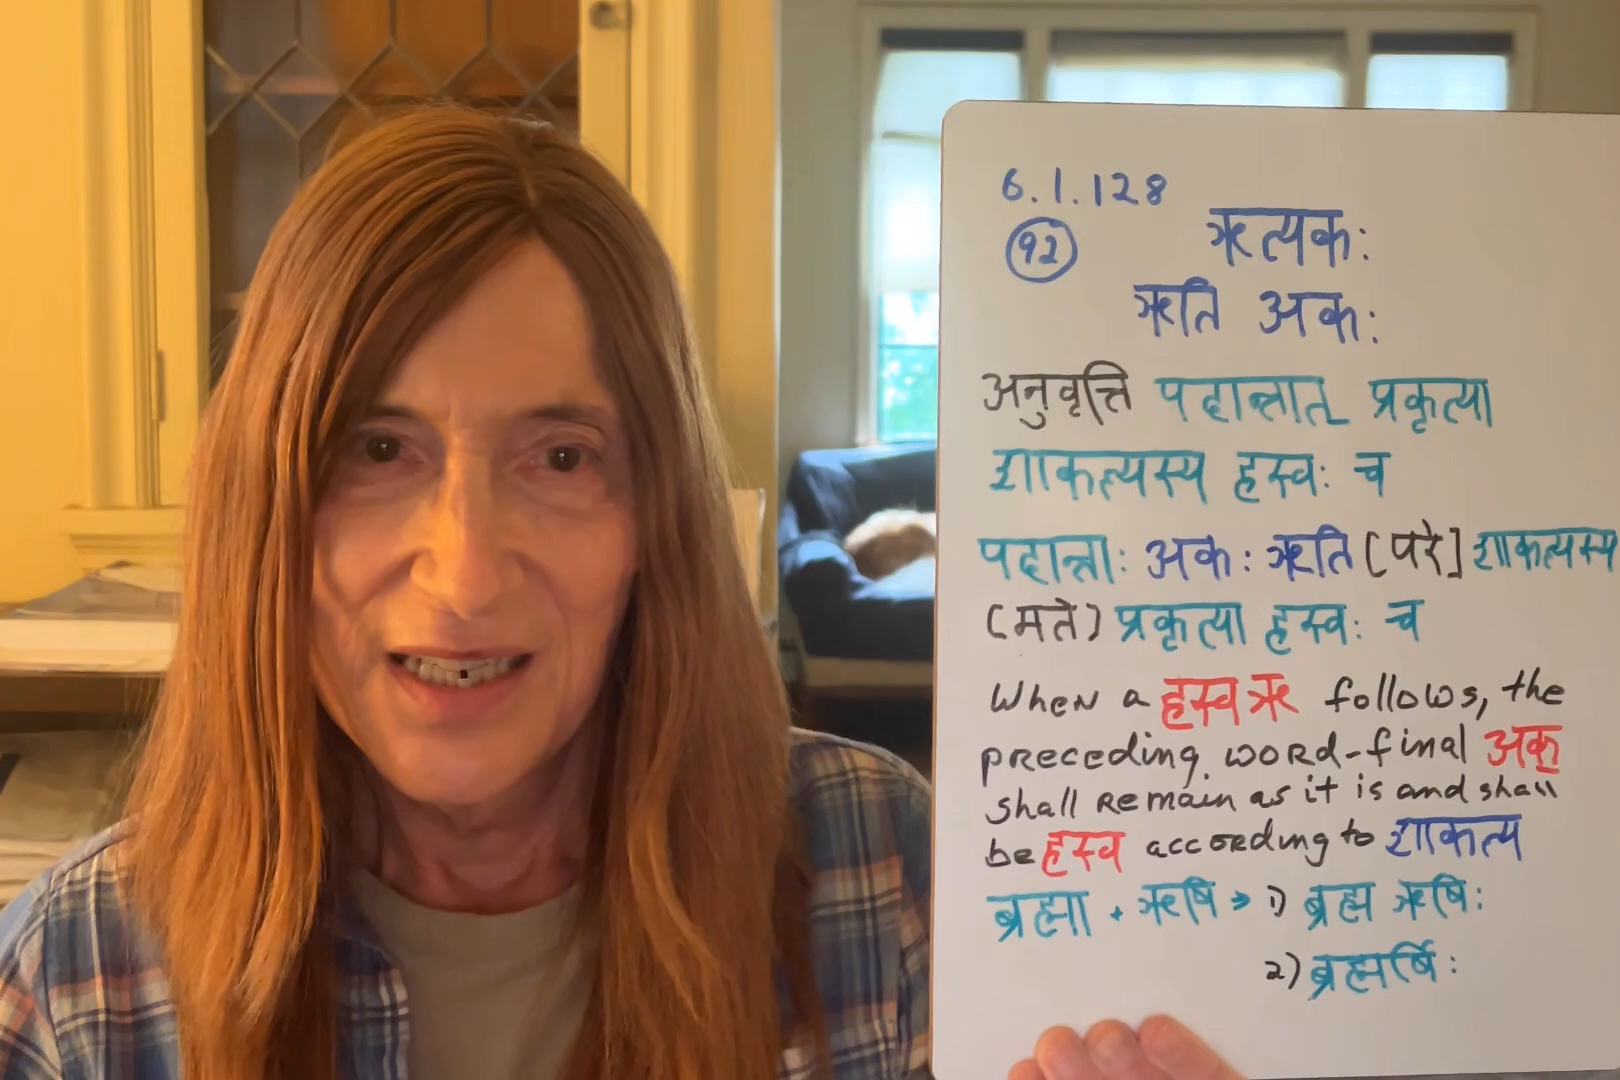 6.1.128
92 ऋत्यकः
ऋति अकः
अनुवृत्ति पदान्तात् प्रकृत्या
शाकल्यस्य ह्रस्वः च
पदान्ताः अकः ऋति [परे] शाकल्यस्य
(मते) प्रकृत्या ह्रस्वः च
When a ह्रस्व ऋ follows, the
preceding word-final अक्
shall remain as it is and shall
be ह्रस्व according to शाकल्य
ब्रह्मा + ऋषि → 1) ब्रह्म ऋषिः
2) ब्रह्मर्षिः